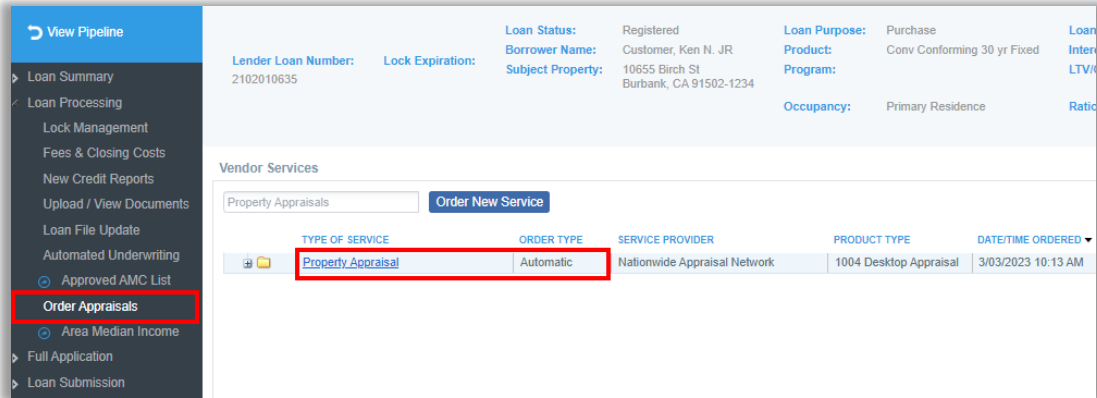 View Pipeline
Loan Summary
Loan Processing
Lock Management
Fees & Closing Costs
New Credit Reports
Upload / View Documents
Loan File Update
Automated Underwriting
Approved AMC List
Order Appraisals
Area Median Income
Full Application
Loan Submission
Lender Loan Number:
2102010635
Lock Expiration:
Loan Status: Registered
Borrower Name: Customer, Ken N. JR
Subject Property: 10655 Birch St
Burbank, CA 91502-1234
Loan Purpose: Purchase
Product: Conv Conforming 30 yr Fixed
Program:
Occupancy: Primary Residence
Loan
Inter
LTV/
Ratio
Vendor Services
Property Appraisals Order New Service
TYPE OF SERVICE ORDER TYPE SERVICE PROVIDER PRODUCT TYPE DATE/TIME ORDERED
Property Appraisal Automatic Nationwide Appraisal Network 1004 Desktop Appraisal 3/03/2023 10:13 AM